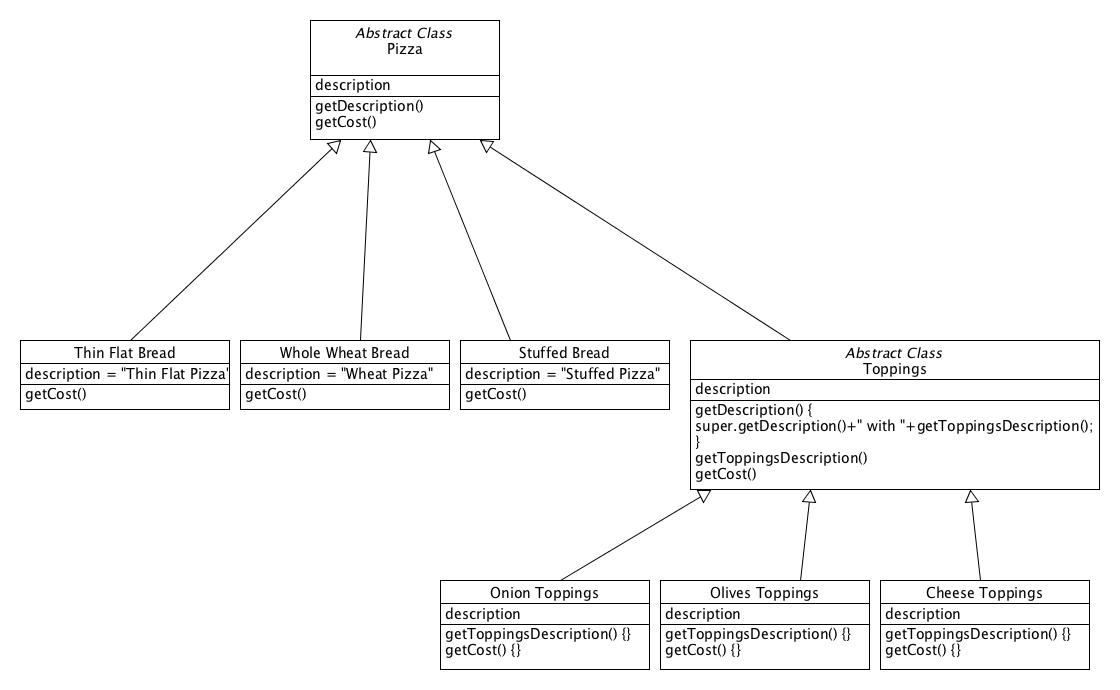 Abstract Class
Pizza
description
getDescription()
getCost()
Thin Flat Bread
description = "Thin Flat Pizza"
getCost()
Whole Wheat Bread
description = "Wheat Pizza"
getCost()
Stuffed Bread
description = "Stuffed Pizza"
getCost()
Abstract Class
Toppings
description
getDescription() {
super.getDescription()+" with "+getToppingsDescription();
}
getToppingsDescription()
getCost()
Onion Toppings
description
getToppingsDescription() {}
getCost() {}
Olives Toppings
description
getToppingsDescription() {}
getCost() {}
Cheese Toppings
description
getToppingsDescription() {}
getCost() {}